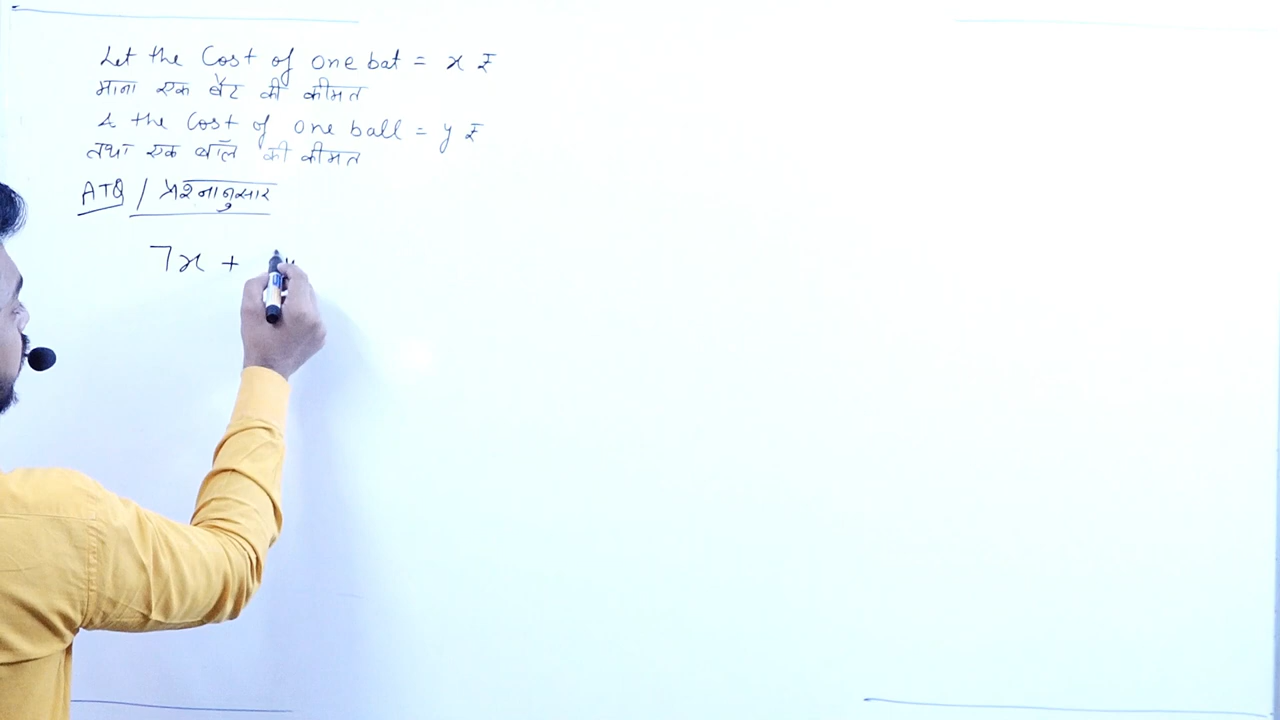 Let the Cost of one bat = x ₹
माना एक बैट की कीमत
& the Cost of one ball = y ₹
तथा एक बॉल की कीमत
ATQ / प्रश्नानुसार
7x +